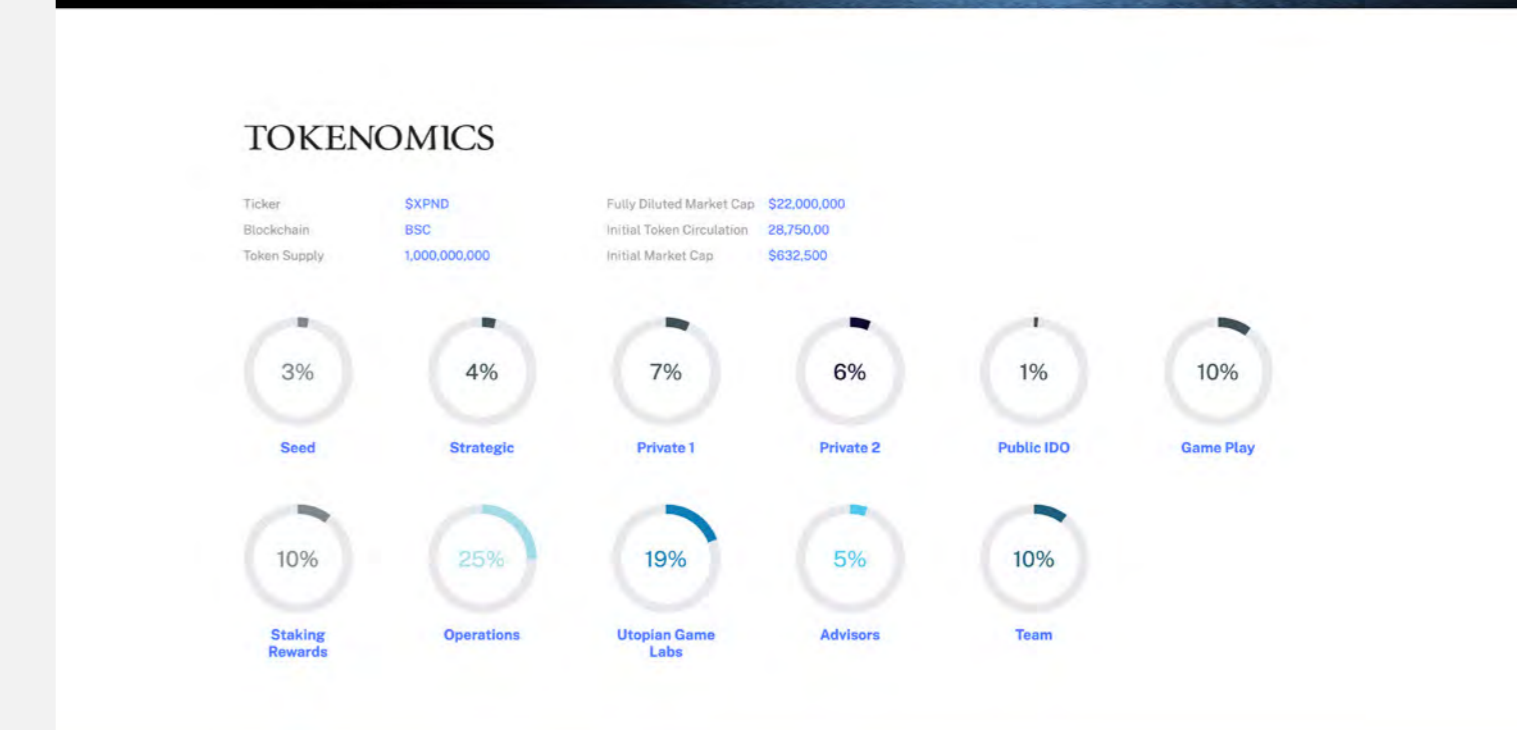 TOKENOMICS
Ticker $XPND Fully Diluted Market Cap $22,000,000
Blockchain BSC Initial Token Circulation 28,750,00
Token Supply 1,000,000,000 Initial Market Cap $632,500
3% 4% 7% 6% 1% 10%
Seed Strategic Private 1 Private 2 Public IDO Game Play
10% 25% 19% 5% 10%
Staking Operations Utopian Game Advisors Team
Rewards Labs